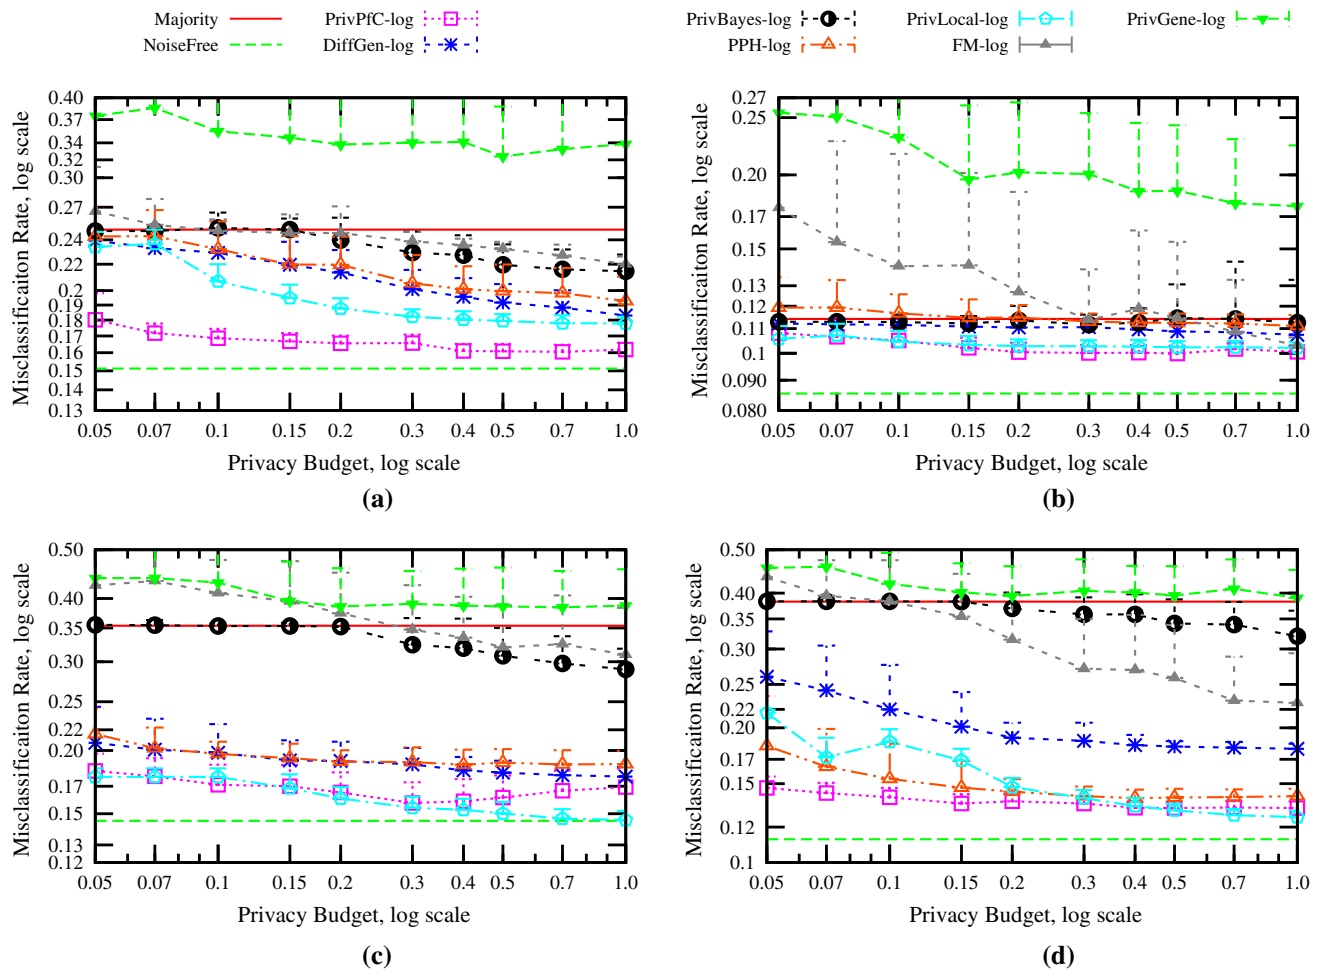 Majority PrivPfC-log PrivBayes-log PrivLocal-log PrivGene-log
NoiseFree DiffGen-log PPH-log FM-log
Misclassificaiton Rate, log scale
0.40
0.37
0.34
0.32
0.30
0.27
0.24
0.22
0.20
0.19
0.18
0.17
0.16
0.15
0.14
0.13
0.05 0.07 0.1 0.15 0.2 0.3 0.4 0.5 0.7 1.0
Privacy Budget, log scale
(a)
Misclassificaiton Rate, log scale
0.27
0.25
0.20
0.17
0.15
0.13
0.12
0.11
0.1
0.090
0.080
0.05 0.07 0.1 0.15 0.2 0.3 0.4 0.5 0.7 1.0
Privacy Budget, log scale
(b)
Misclassificaiton Rate, log scale
0.50
0.40
0.35
0.30
0.25
0.22
0.20
0.17
0.15
0.13
0.12
0.05 0.07 0.1 0.15 0.2 0.3 0.4 0.5 0.7 1.0
Privacy Budget, log scale
(c)
Misclassificaiton Rate, log scale
0.50
0.40
0.35
0.30
0.25
0.22
0.20
0.17
0.15
0.12
0.1
0.05 0.07 0.1 0.15 0.2 0.3 0.4 0.5 0.7 1.0
Privacy Budget, log scale
(d)